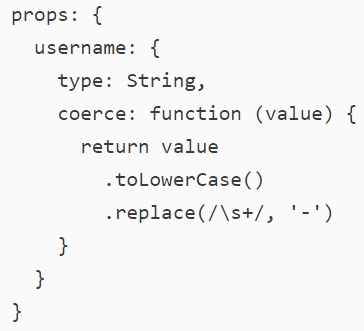 props: {
  username: {
    type: String,
    coerce: function (value) {
      return value
        .toLowerCase()
        .replace(/\s+/, '-')
    }
  }
}